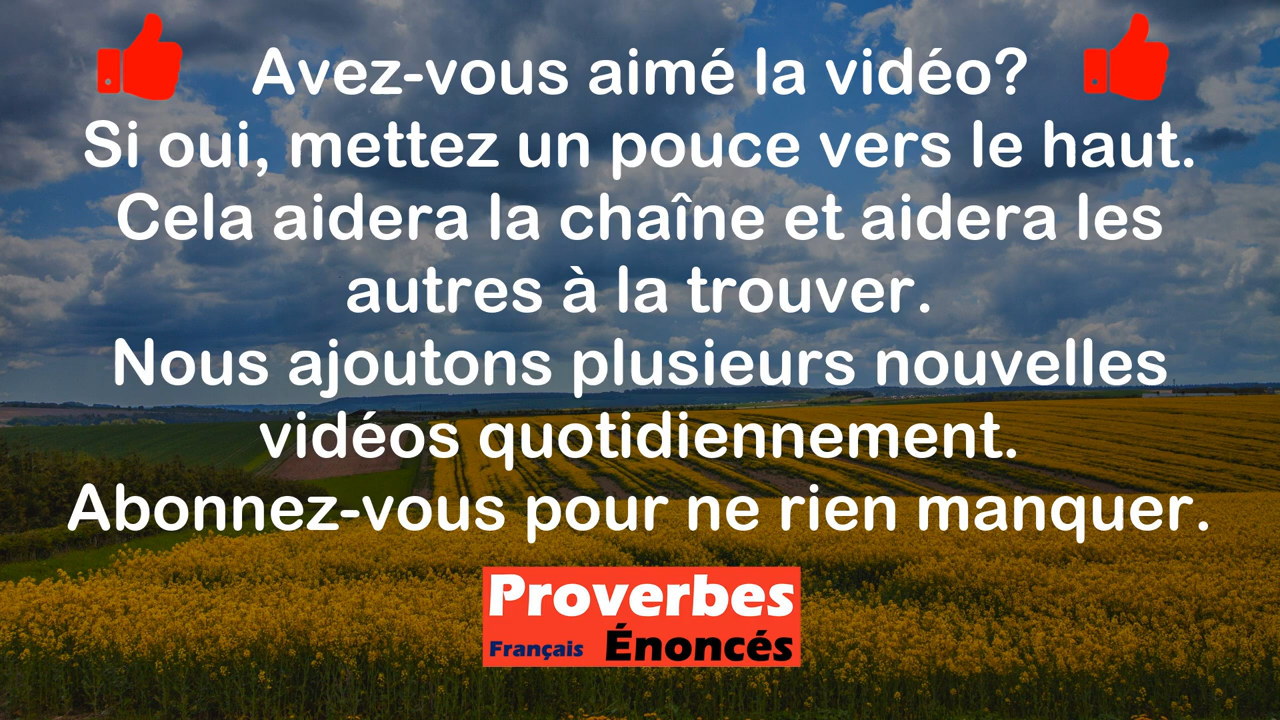 Avez-vous aimé la vidéo?
Si oui, mettez un pouce vers le haut.
Cela aidera la chaîne et aidera les
autres à la trouver.
Nous ajoutons plusieurs nouvelles
vidéos quotidiennement.
Abonnez-vous pour ne rien manquer.
Proverbes
Français Énoncés